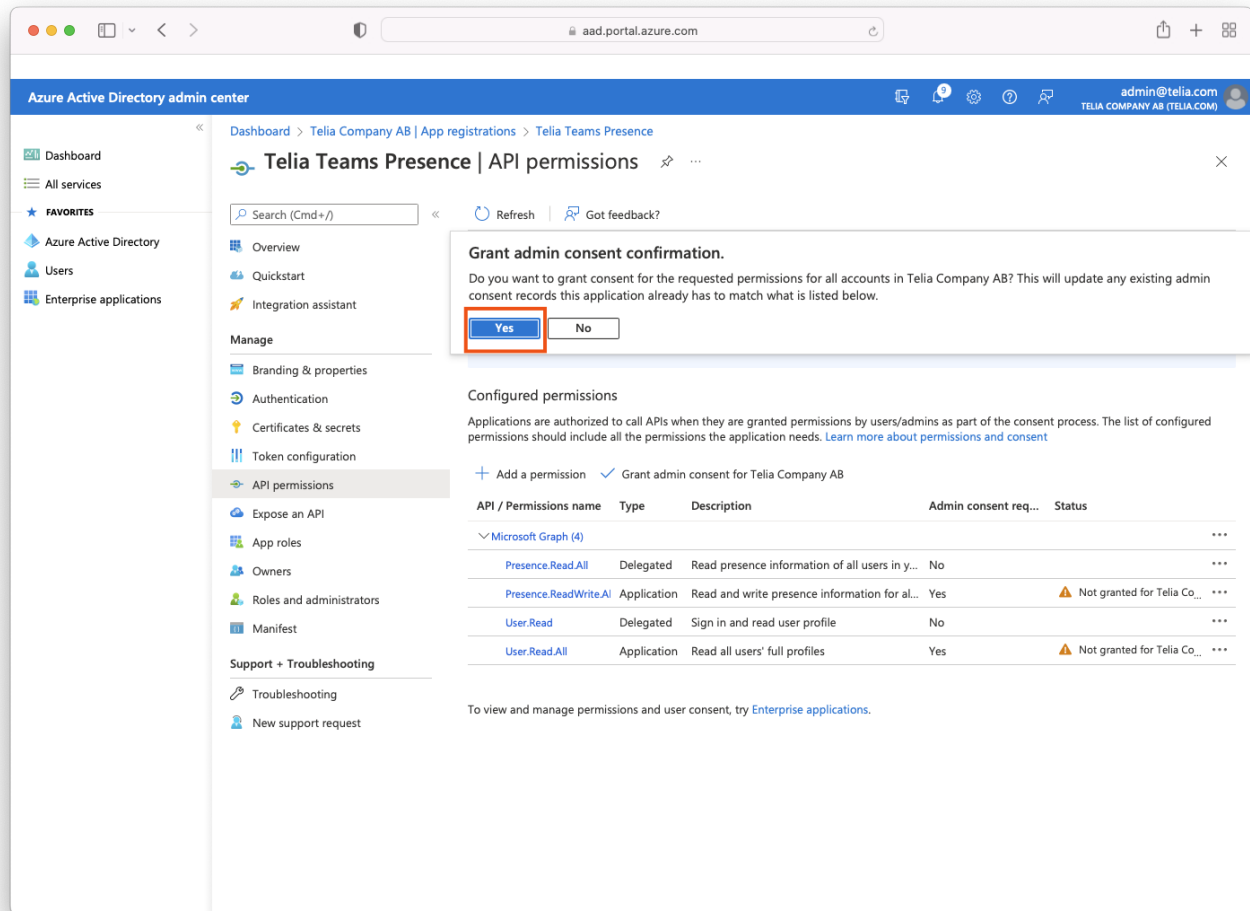 aad.portal.azure.com
Azure Active Directory admin center
9
admin@telia.com
TELIA COMPANY AB (TELIA.COM)
Dashboard
All services
FAVORITES
Azure Active Directory
Users
Enterprise applications
Dashboard > Telia Company AB | App registrations > Telia Teams Presence
Telia Teams Presence | API permissions
Search (Cmd+/)
Overview
Quickstart
Integration assistant
Manage
Branding & properties
Authentication
Certificates & secrets
Token configuration
API permissions
Expose an API
App roles
Owners
Roles and administrators
Manifest
Support + Troubleshooting
Troubleshooting
New support request
Refresh
Got feedback?
Grant admin consent confirmation.
Do you want to grant consent for the requested permissions for all accounts in Telia Company AB? This will update any existing admin
consent records this application already has to match what is listed below.
Yes No
Configured permissions
Applications are authorized to call APIs when they are granted permissions by users/admins as part of the consent process. The list of configured
permissions should include all the permissions the application needs. Learn more about permissions and consent
Add a permission Grant admin consent for Telia Company AB
API / Permissions name Type Description Admin consent req... Status
Microsoft Graph (4)
Presence.Read.All Delegated Read presence information of all users in y... No
Presence.ReadWrite.Al Application Read and write presence information for al... Yes Not granted for Telia Co...
User.Read Delegated Sign in and read user profile No
User.Read.All Application Read all users' full profiles Yes Not granted for Telia Co...
To view and manage permissions and user consent, try Enterprise applications.